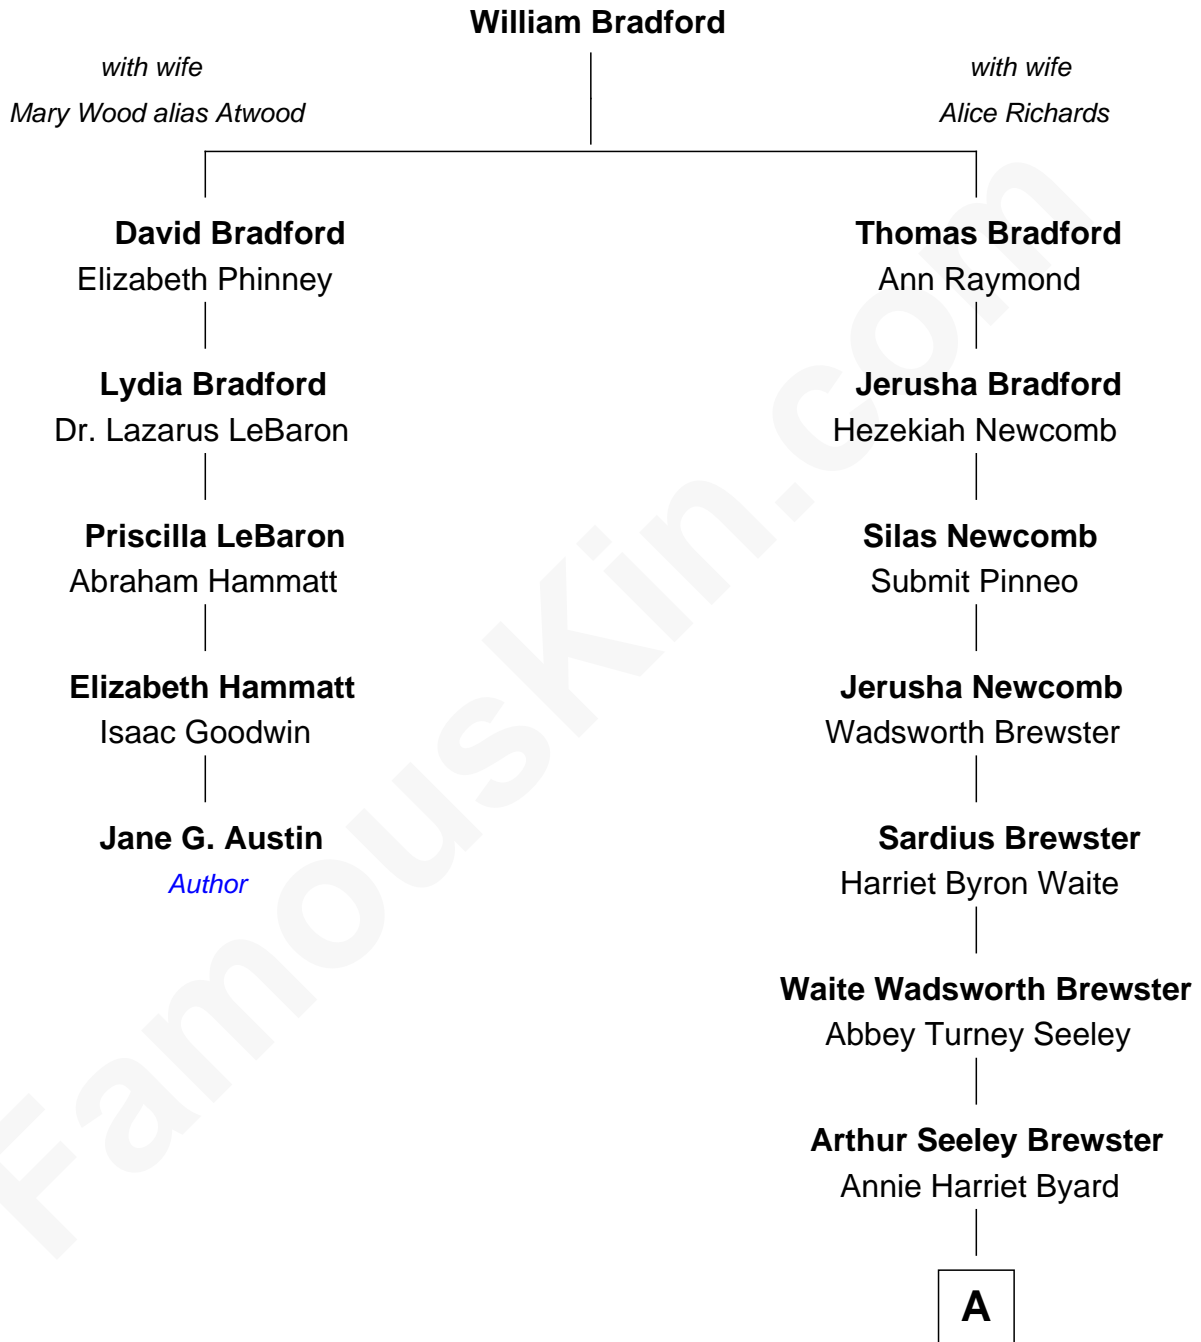 William Bradford
with wife
Mary Wood alias Atwood
with wife
Alice Richards
David Bradford
Elizabeth Phinney
Lydia Bradford
Dr. Lazarus LeBaron
Priscilla LeBaron
Abraham Hammatt
Elizabeth Hammatt
Isaac Goodwin
Jane G. Austin
Author
Thomas Bradford
Ann Raymond
Jerusha Bradford
Hezekiah Newcomb
Silas Newcomb
Submit Pinneo
Jerusha Newcomb
Wadsworth Brewster
Sardius Brewster
Harriet Byron Waite
Waite Wadsworth Brewster
Abbey Turney Seeley
Arthur Seeley Brewster
Annie Harriet Byard
A
FamousKin.com